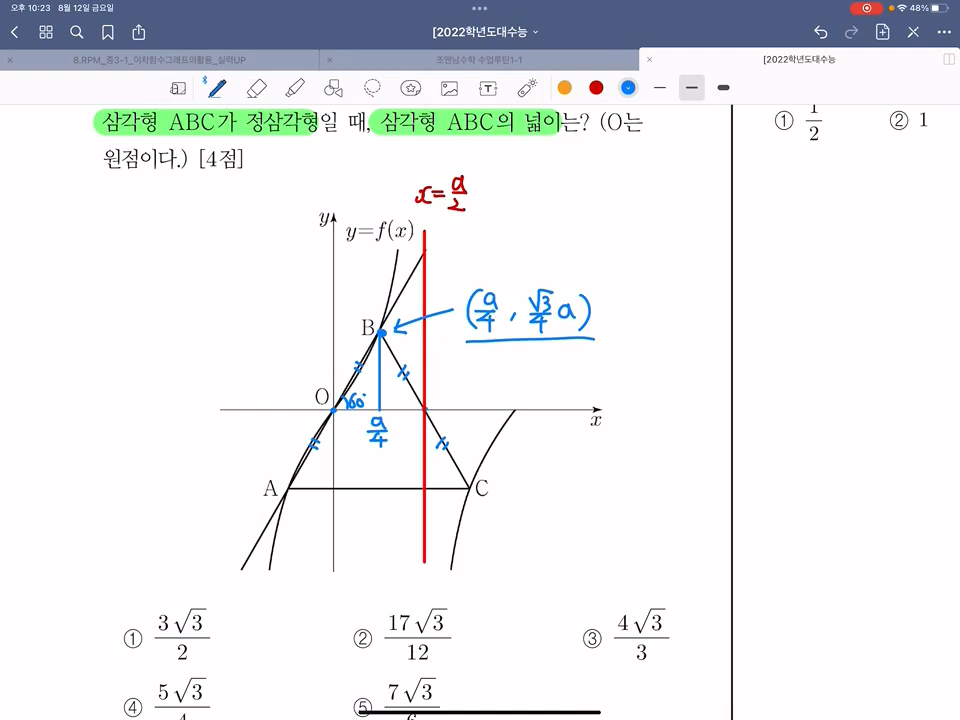 오후 10:23 8월 12일 금요일
48%
[2022학년도대수능
8.RPM_중3-1_이차함수그래프의활용_실력UP
조앤남수학 수업루틴1-1
[2022학년도대수능
삼각형 ABC가 정삼각형일 때, 삼각형 ABC의 넓이는? (O는
원점이다.) [4점]
① 1/2 ② 1
x = a/2
y
y=f(x)
(a/4, √3/4 a)
B
O
60°
x
a/4
A
C
① 3√3/2 ② 17√3/12 ③ 4√3/3
④ 5√3/4 ⑤ 7√3/6